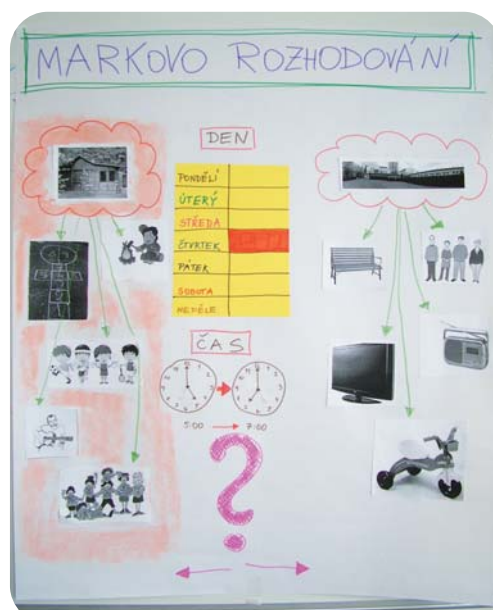 MARKOVO ROZHODOVÁNÍ
DEN
PONDĚLÍ
ÚTERÝ
STŘEDA
ČTVRTEK
PÁTEK
SOBOTA
NEDĚLE
ČAS
5:00 → 7:00
?